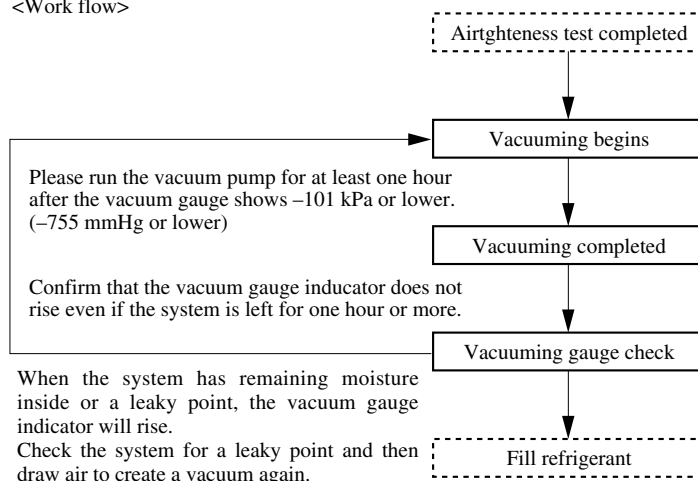 <Work flow>
Airtghteness test completed
Vacuuming begins
Please run the vacuum pump for at least one hour
after the vacuum gauge shows –101 kPa or lower.
(–755 mmHg or lower)
Vacuuming completed
Confirm that the vacuum gauge inducator does not
rise even if the system is left for one hour or more.
Vacuuming gauge check
When the system has remaining moisture
inside or a leaky point, the vacuum gauge
indicator will rise.
Check the system for a leaky point and then
draw air to create a vacuum again.
Fill refrigerant